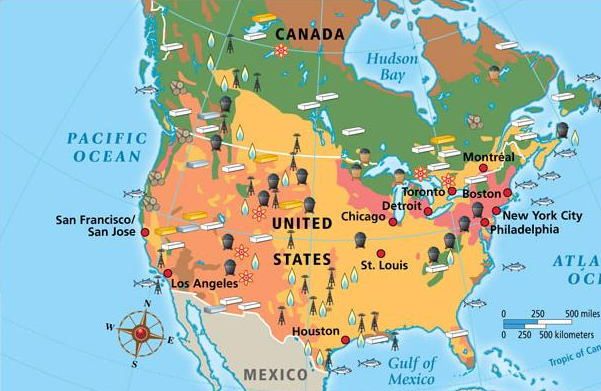 CANADA
Hudson
Bay
PACIFIC
OCEAN
Montréal
Toronto
Boston
Detroit
New York City
Chicago
Philadelphia
San Francisco/
San Jose
UNITED
STATES
St. Louis
ATLA
OC
Los Angeles
N
W
E
S
0 250 500 miles
0 250 500 kilometers
Houston
Tropic of Can
Gulf of
Mexico
MEXICO